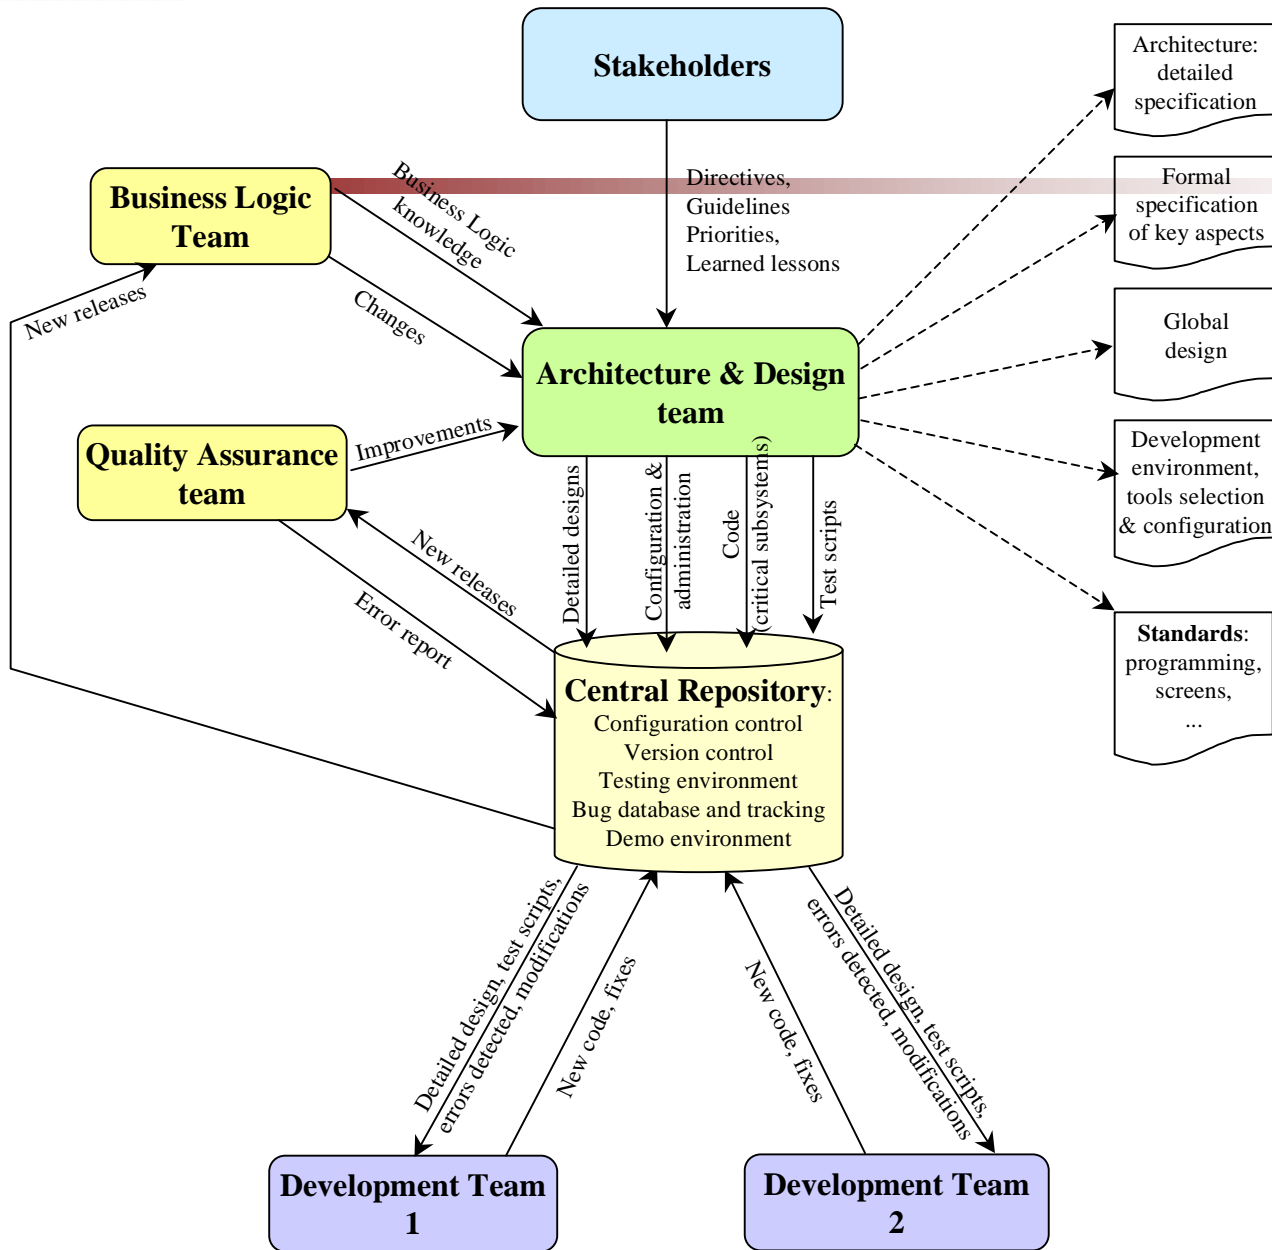 Stakeholders
Architecture:
detailed
specification
Business Logic
Team
Business Logic
knowledge
Directives,
Guidelines
Priorities,
Learned lessons
Formal
specification
of key aspects
New releases
Changes
Global
design
Architecture & Design
team
Quality Assurance
team
Improvements
Development
environment,
tools selection
& configuration
Detailed designs
Configuration &
administration
Code
(critical subsystems)
Test scripts
New releases
Error report
Standards:
programming,
screens,
...
Central Repository:
Configuration control
Version control
Testing environment
Bug database and tracking
Demo environment
Detailed design, test scripts,
errors detected, modifications
New code, fixes
New code, fixes
Detailed design, test scripts,
errors detected, modifications
Development Team
1
Development Team
2